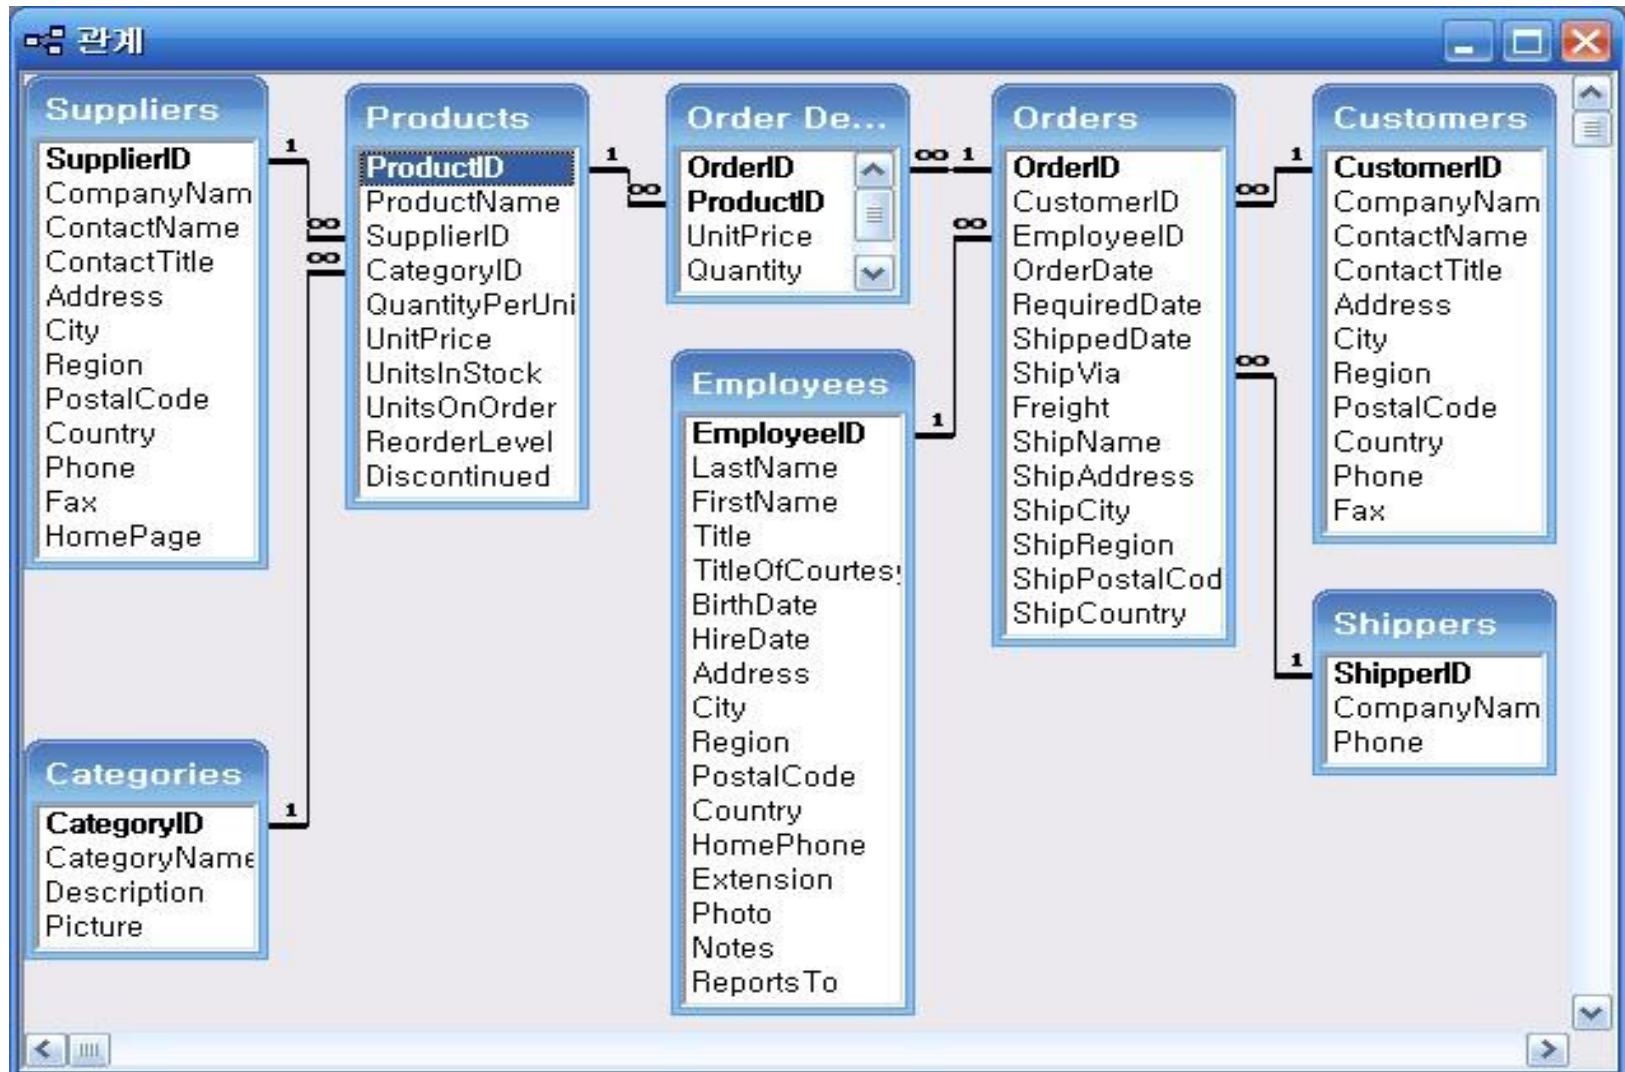 관계
Suppliers
SupplierID
CompanyNam
ContactName
ContactTitle
Address
City
Region
PostalCode
Country
Phone
Fax
HomePage
1
∞
∞
Products
ProductID
ProductName
SupplierID
CategoryID
QuantityPerUni
UnitPrice
UnitsInStock
UnitsOnOrder
ReorderLevel
Discontinued
1
∞
Order De...
OrderID
ProductID
UnitPrice
Quantity
∞ 1
∞
Orders
OrderID
CustomerID
EmployeeID
OrderDate
RequiredDate
ShippedDate
ShipVia
Freight
ShipName
ShipAddress
ShipCity
ShipRegion
ShipPostalCod
ShipCountry
1
∞
∞
Customers
CustomerID
CompanyNam
ContactName
ContactTitle
Address
City
Region
PostalCode
Country
Phone
Fax
Employees
EmployeeID
LastName
FirstName
Title
TitleOfCourtesy
BirthDate
HireDate
Address
City
Region
PostalCode
Country
HomePhone
Extension
Photo
Notes
ReportsTo
1
Shippers
ShipperID
CompanyNam
Phone
1
Categories
CategoryID
CategoryName
Description
Picture
1